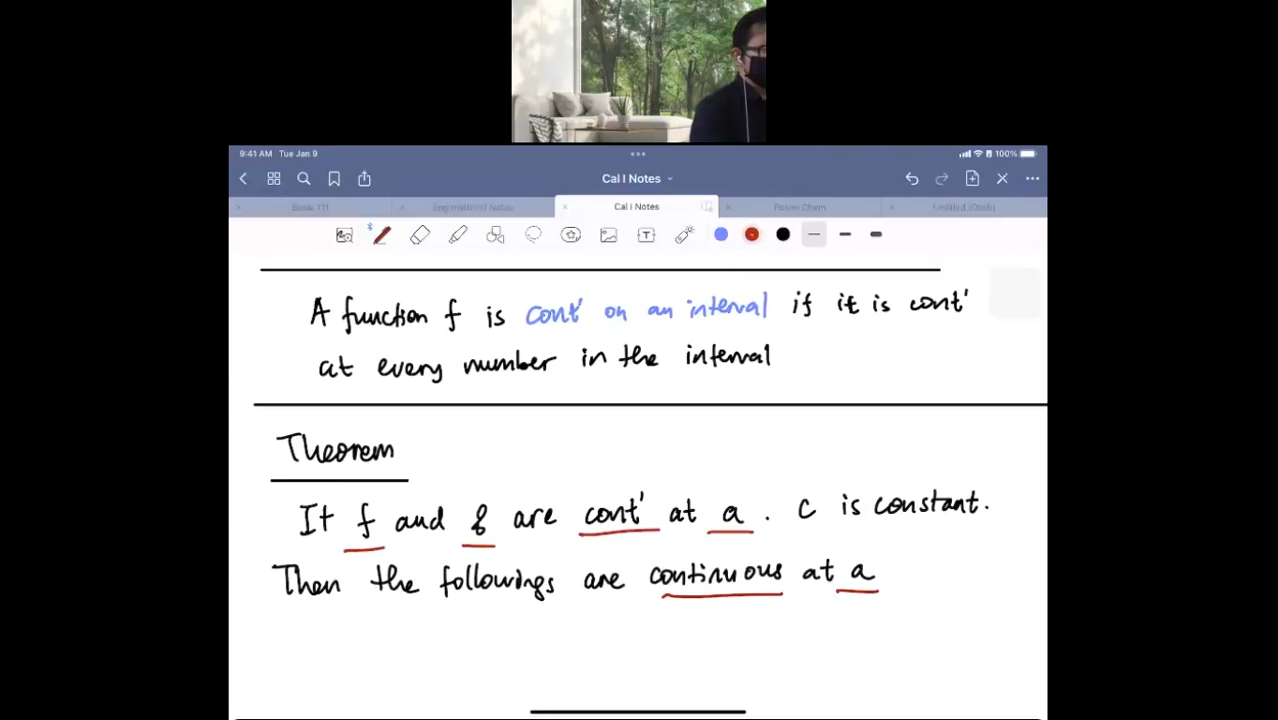 9:41 AM Tue Jan 9
100%
Cal I Notes
Cal I Notes
A function f is cont' on an interval if it is cont'
at every number in the interval
Theorem
If f and g are cont' at a. C is constant.
Then the followings are continuous at a